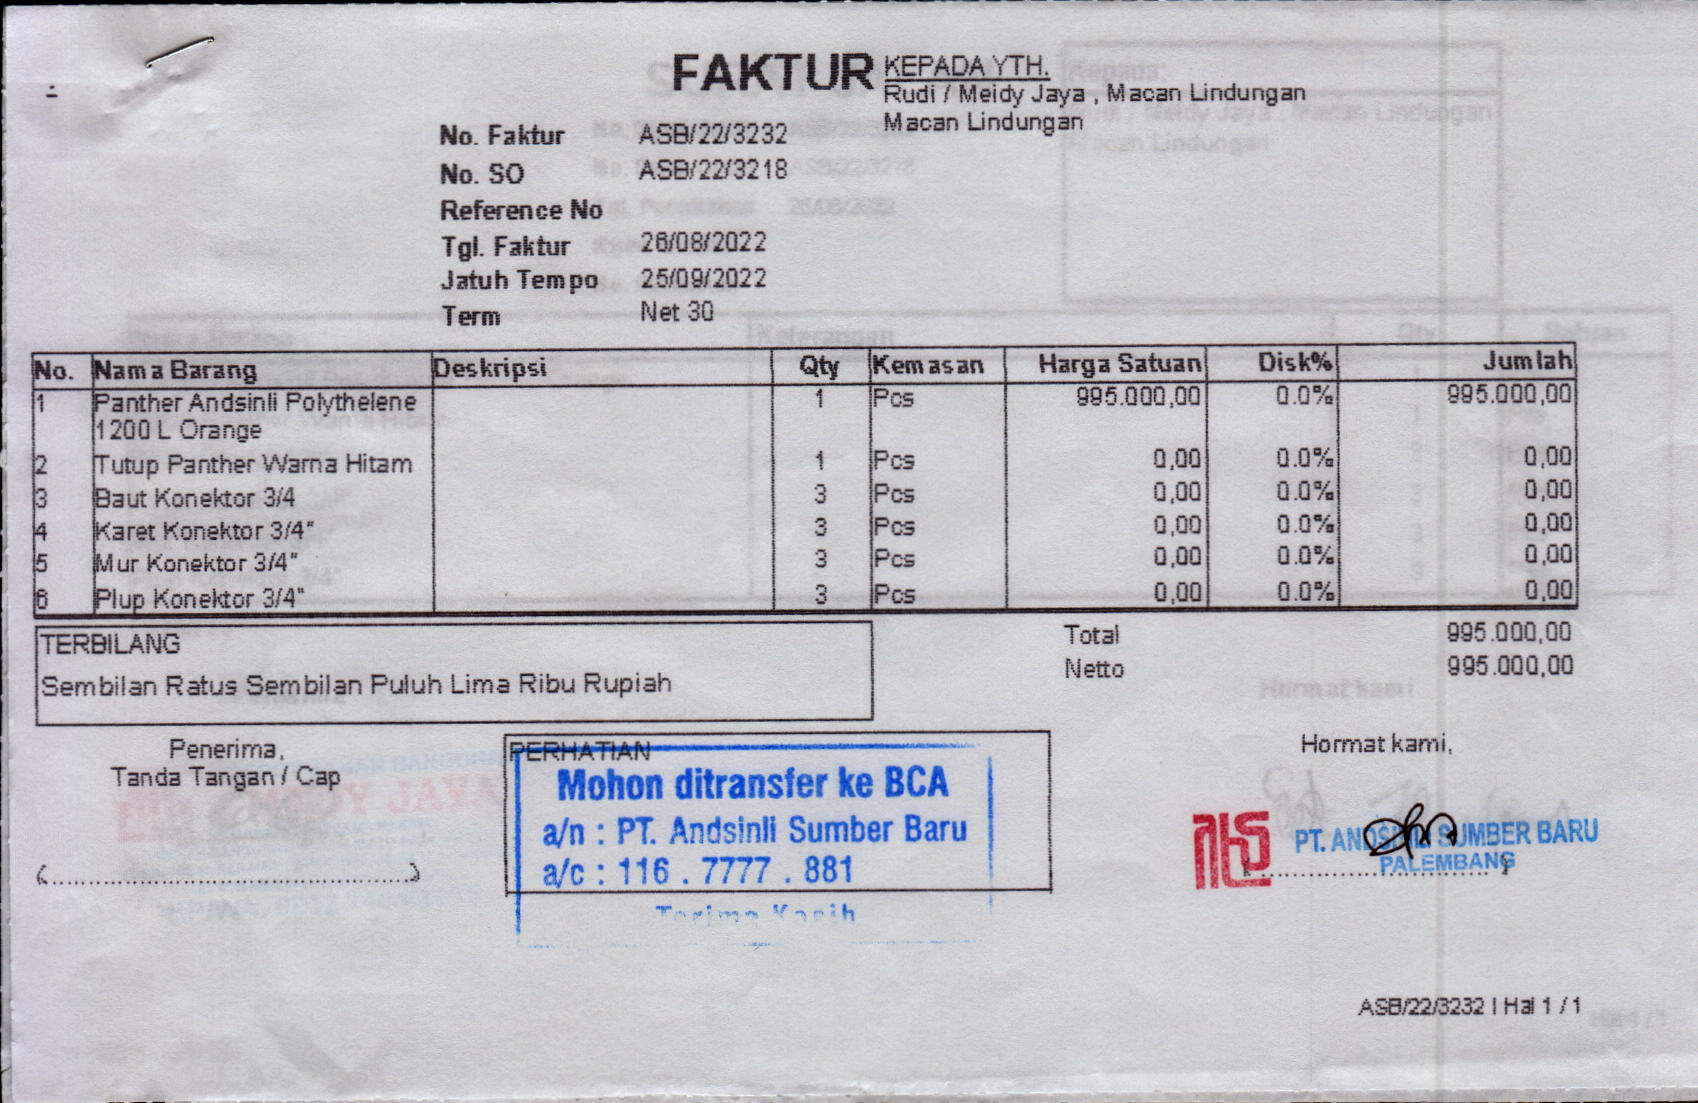 FAKTUR
KEPADA YTH.
Rudi / Meidy Jaya , Macan Lindungan
Macan Lindungan
No. Faktur ASB/22/3232
No. SO ASB/22/3218
Reference No
Tgl. Faktur 26/08/2022
Jatuh Tempo 25/09/2022
Term Net 30
No. Nama Barang Deskripsi Qty Kemasan Harga Satuan Disk% Jumlah
1 Panther Andsinli Polythelene 1 Pcs 995.000,00 0.0% 995.000,00
1200 L Orange
2 Tutup Panther Warna Hitam 1 Pcs 0,00 0.0% 0,00
3 Baut Konektor 3/4 3 Pcs 0,00 0.0% 0,00
4 Karet Konektor 3/4" 3 Pcs 0,00 0.0% 0,00
5 Mur Konektor 3/4" 3 Pcs 0,00 0.0% 0,00
6 Plup Konektor 3/4" 3 Pcs 0,00 0.0% 0,00
TERBILANG
Sembilan Ratus Sembilan Puluh Lima Ribu Rupiah
Total 995.000,00
Netto 995.000,00
Penerima,
Tanda Tangan / Cap
PERHATIAN
Mohon ditransfer ke BCA
a/n : PT. Andsinli Sumber Baru
a/c : 116 . 7777 . 881
Terima Kasih
Hormat kami,
PT. ANDSINLI SUMBER BARU
PALEMBANG
ASB/22/3232 | Hal 1 / 1